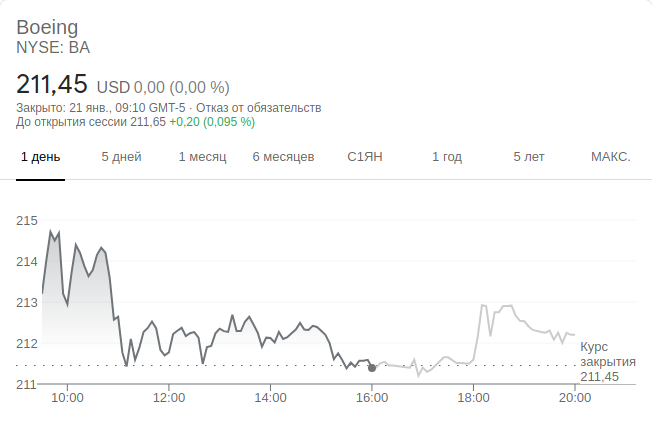 Boeing
NYSE: BA
211,45 USD 0,00 (0,00 %)
Закрыто: 21 янв., 09:10 GMT-5 · Отказ от обязательств
До открытия сессии 211,65 +0,20 (0,095 %)
1 день 5 дней 1 месяц 6 месяцев С1ЯН 1 год 5 лет МАКС.
215
214
213
212
211
Курс
закрытия
211,45
10:00 12:00 14:00 16:00 18:00 20:00